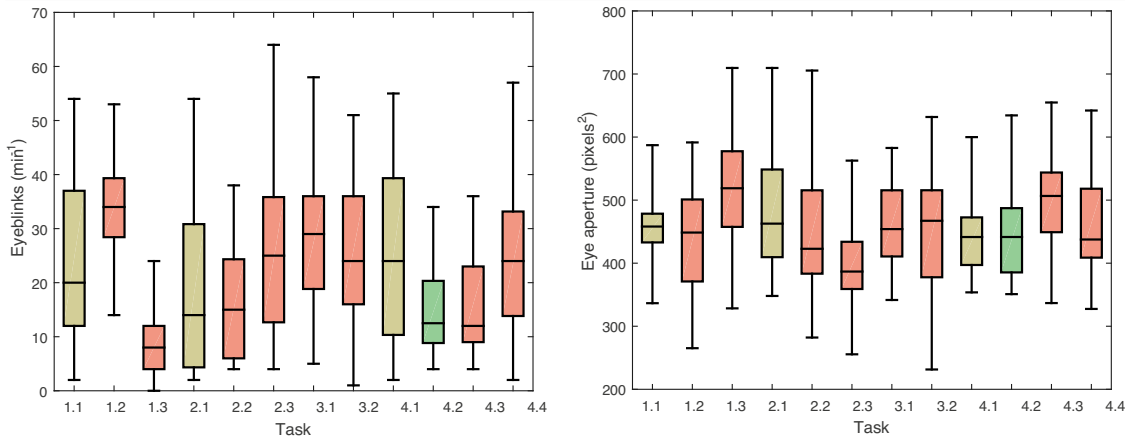 70
60
50
40
30
20
10
0
Eyeblinks (min⁻¹)
1.1 1.2 1.3 2.1 2.2 2.3 3.1 3.2 4.1 4.2 4.3 4.4
Task
800
700
600
500
400
300
200
Eye aperture (pixels²)
1.1 1.2 1.3 2.1 2.2 2.3 3.1 3.2 4.1 4.2 4.3 4.4
Task